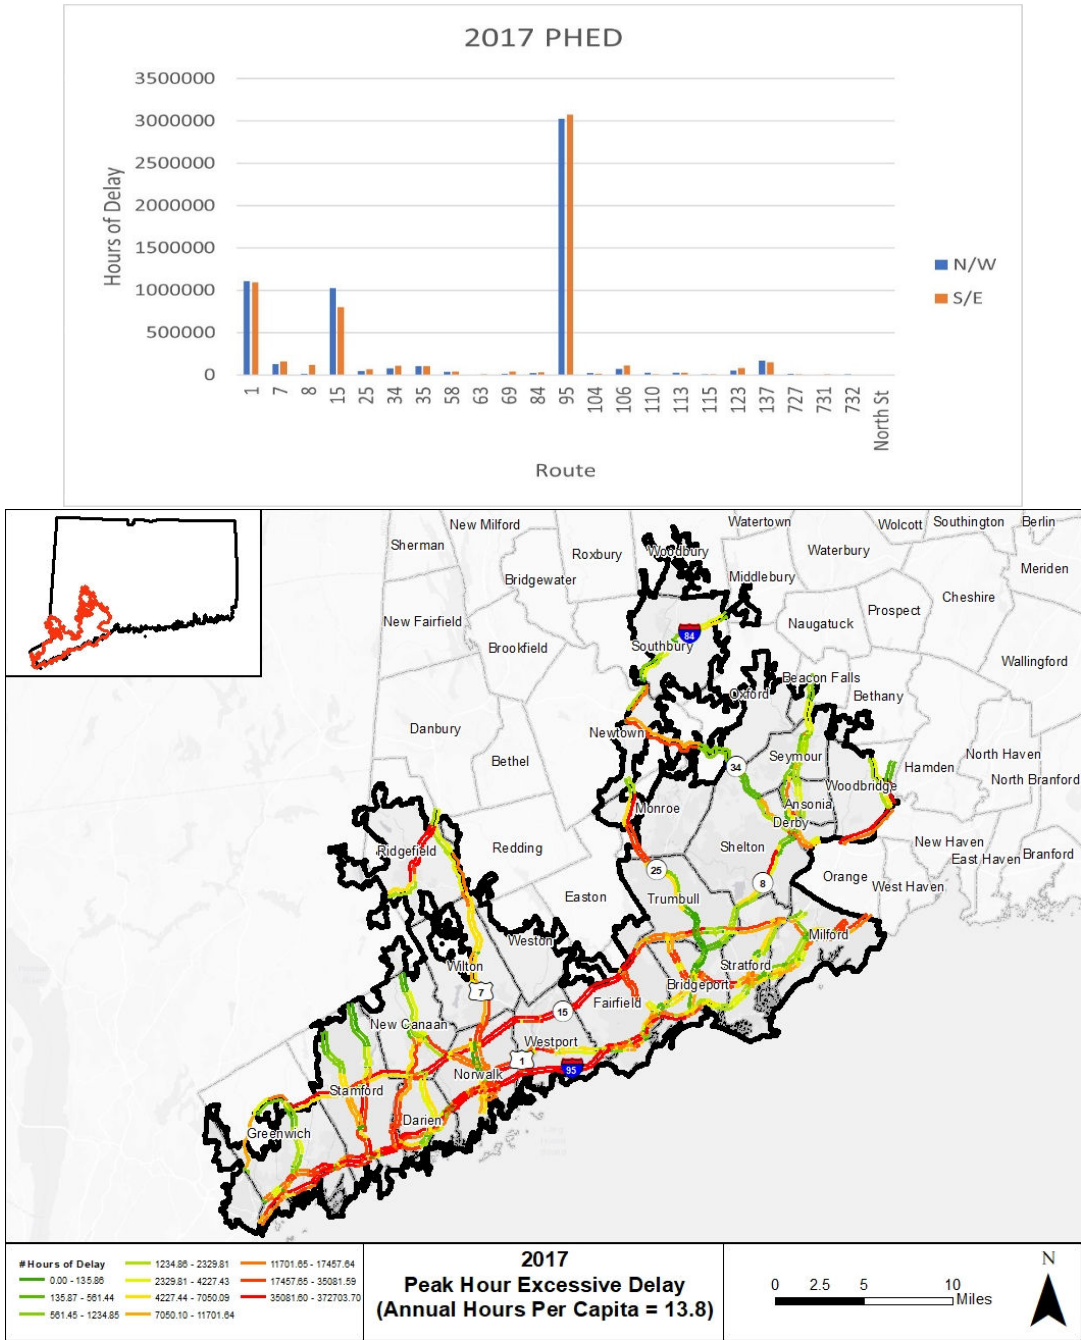 2017 PHED
3500000
3000000
2500000
2000000
1500000
1000000
500000
0
Hours of Delay
1 7 8 15 25 34 35 58 63 69 84 95 104 106 110 113 115 123 137 727 731 732 North St
Route
N/W
S/E
New Milford
Watertown
Wolcott
Southington
Berlin
Sherman
Roxbury
Woodbury
Waterbury
Meriden
Bridgewater
Middlebury
Cheshire
Prospect
New Fairfield
Naugatuck
84
Brookfield
Southbury
Wallingford
Beacon Falls
Oxford
Bethany
Danbury
Newtown
Bethel
Seymour
North Haven
Hamden
34
North Branford
Woodbridge
Monroe
Ansonia
Derby
Ridgefield
Redding
Shelton
New Haven
East Haven
Branford
25
8
Orange
West Haven
Easton
Trumbull
Milford
Weston
Wilton
Stratford
Bridgeport
7
Fairfield
15
New Canaan
Westport
1
95
Norwalk
Stamford
Darien
Greenwich
# Hours of Delay
0.00 - 135.86
135.87 - 561.44
561.45 - 1234.85
1234.86 - 2329.81
2329.81 - 4227.43
4227.44 - 7050.09
7050.10 - 11701.64
11701.65 - 17457.64
17457.65 - 35081.59
35081.60 - 372703.70
2017
Peak Hour Excessive Delay
(Annual Hours Per Capita = 13.8)
0 2.5 5 10
Miles
N